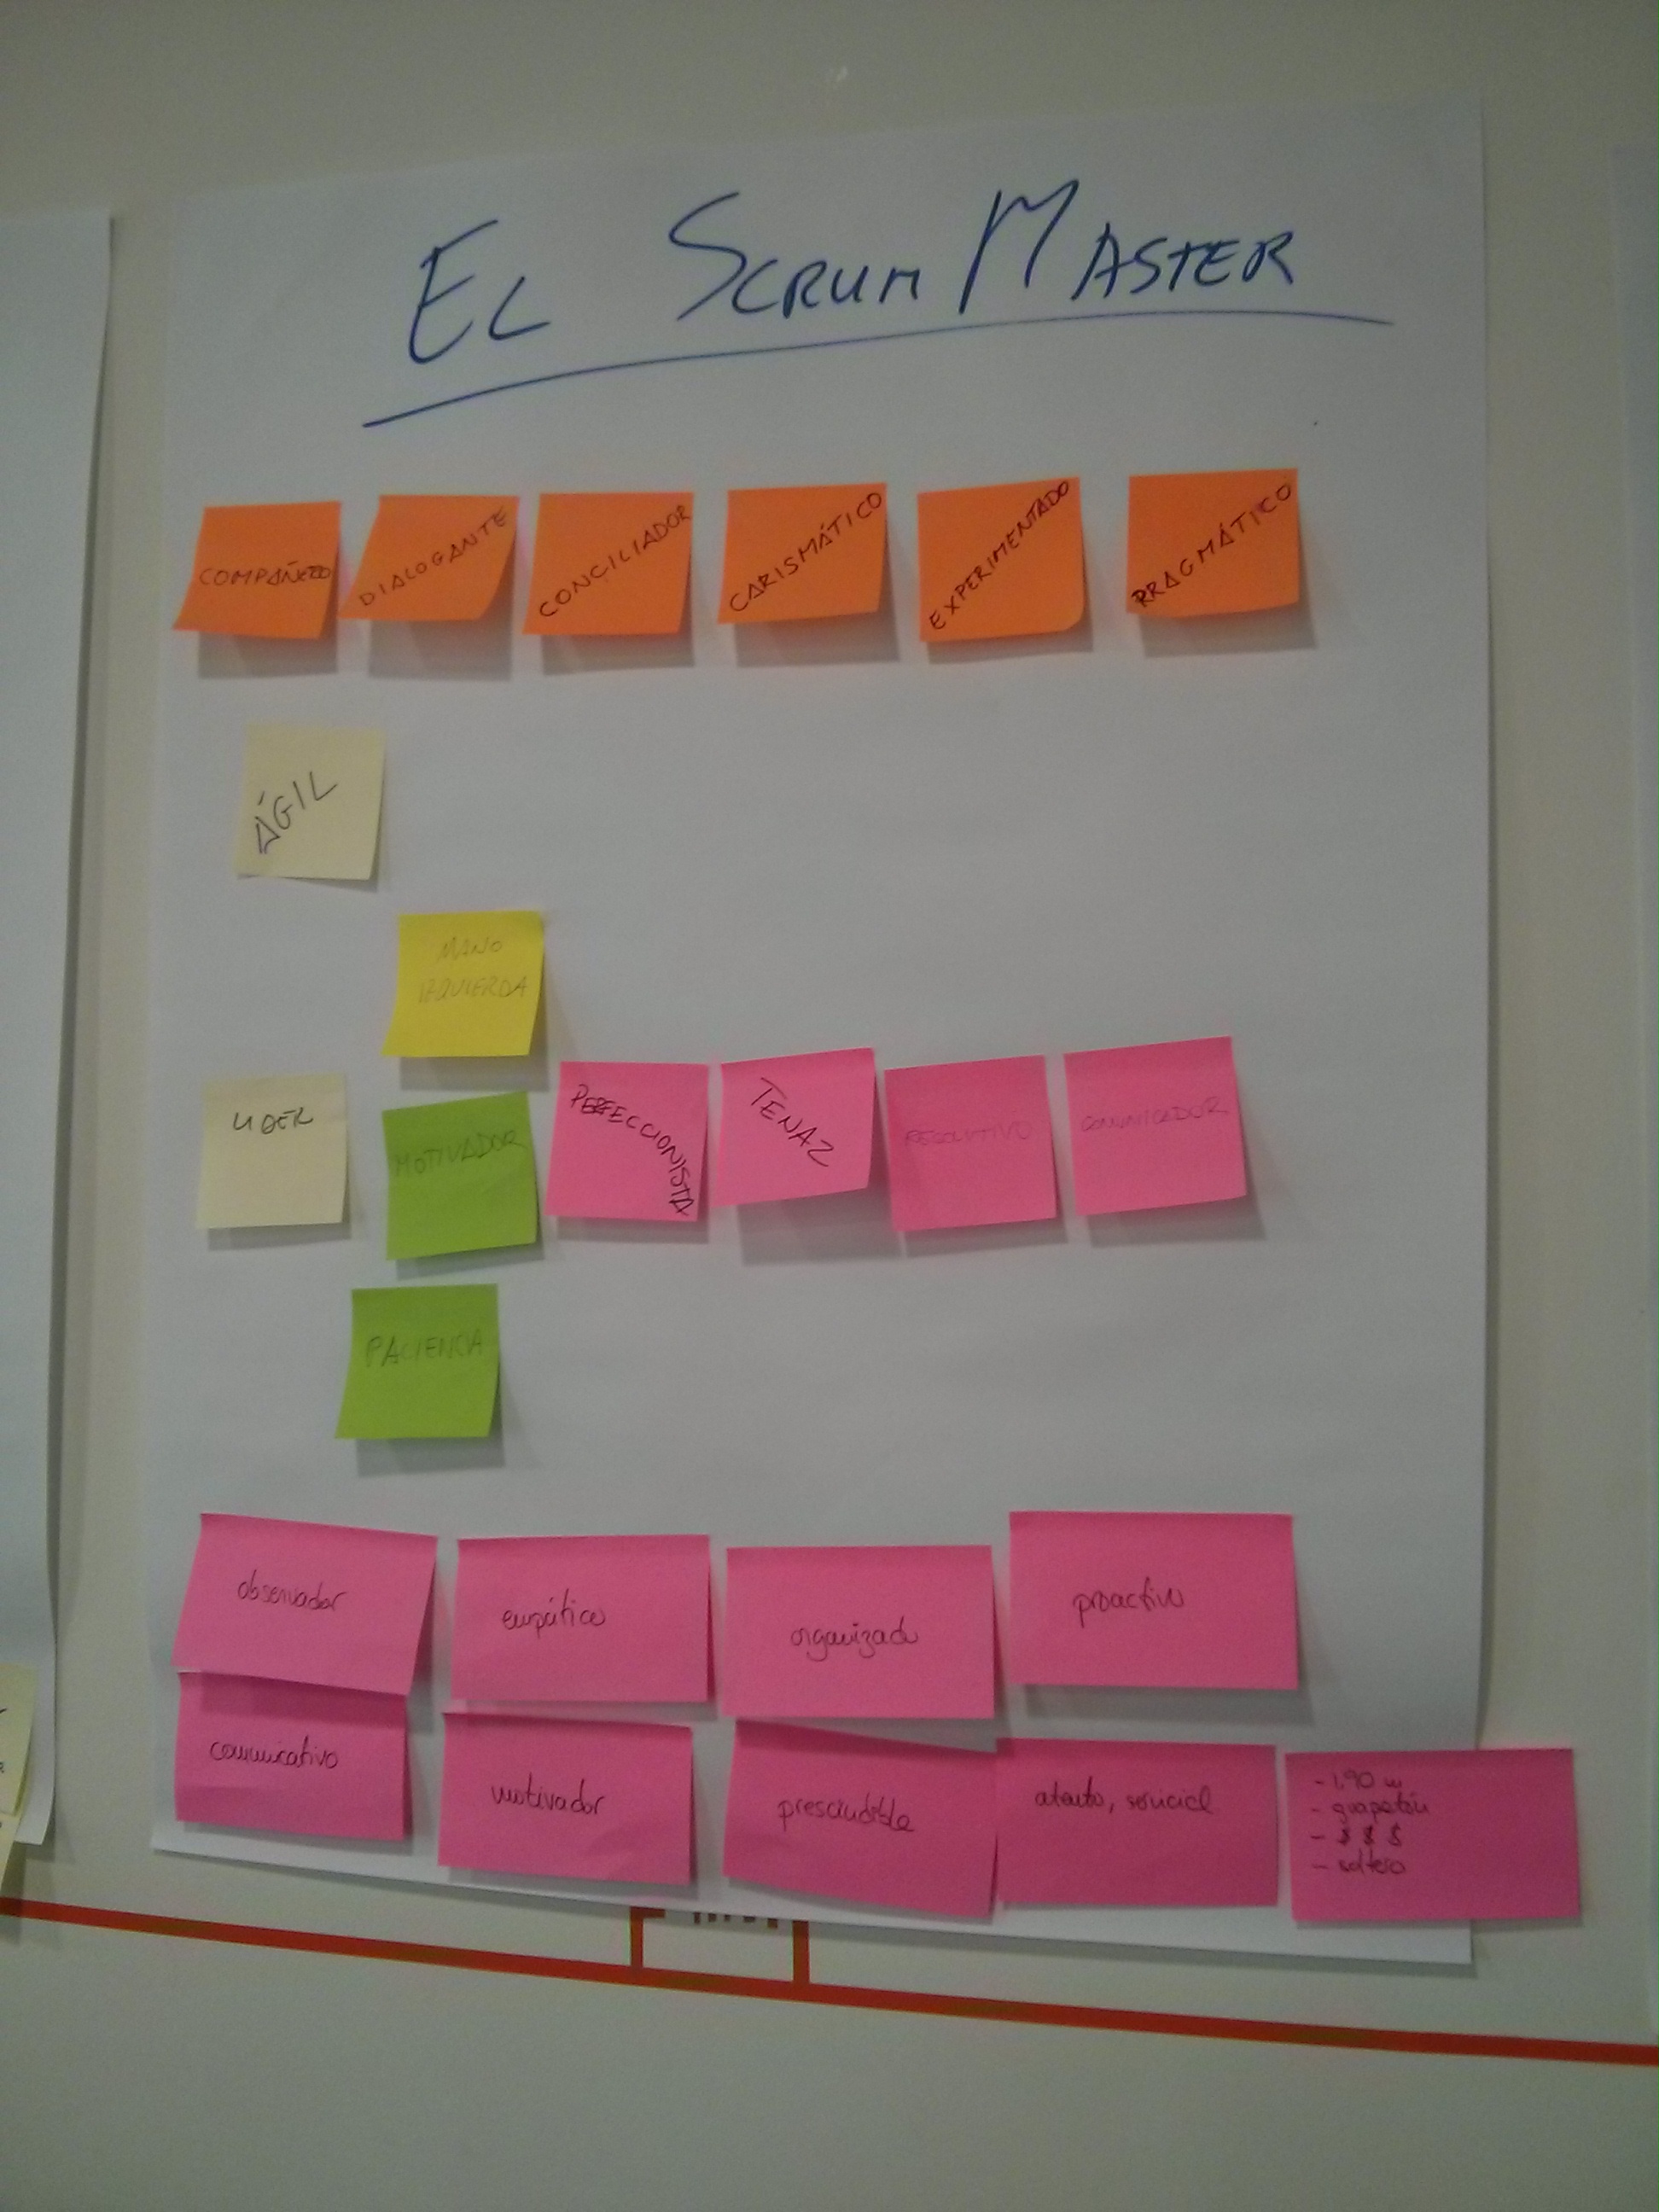 EL SCRUM MASTER
COMPAÑERO
DIALOGANTE
CONCILIADOR
CARISMÁTICO
EXPERIMENTADO
PRAGMÁTICO
ÁGIL
MANO
IZQUIERDA
LIDER
MOTIVADOR
PERFECCIONISTA
TENAZ
RESOLUTIVO
COMUNICADOR
PACIENCIA
observador
empático
organizado
proactivo
comunicativo
motivador
prescindible
atento, servicial
- 1,90 m
- guapetón
- $ $ $
- soltero